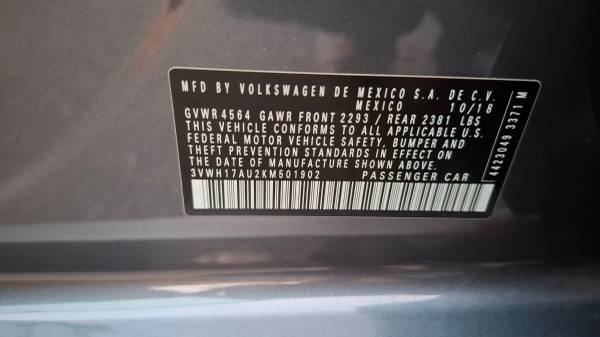 MFD BY VOLKSWAGEN DE MEXICO S.A. DE C.V.
MEXICO 10/18
GVWR 4564 GAWR FRONT 2293 / REAR 2381 LBS
THIS VEHICLE CONFORMS TO ALL APPLICABLE U.S.
FEDERAL MOTOR VEHICLE SAFETY, BUMPER AND
THEFT PREVENTION STANDARDS IN EFFECT ON
THE DATE OF MANUFACTURE SHOWN ABOVE.
3VWH17AU2KM501902 PASSENGER CAR
4423049 3371 M